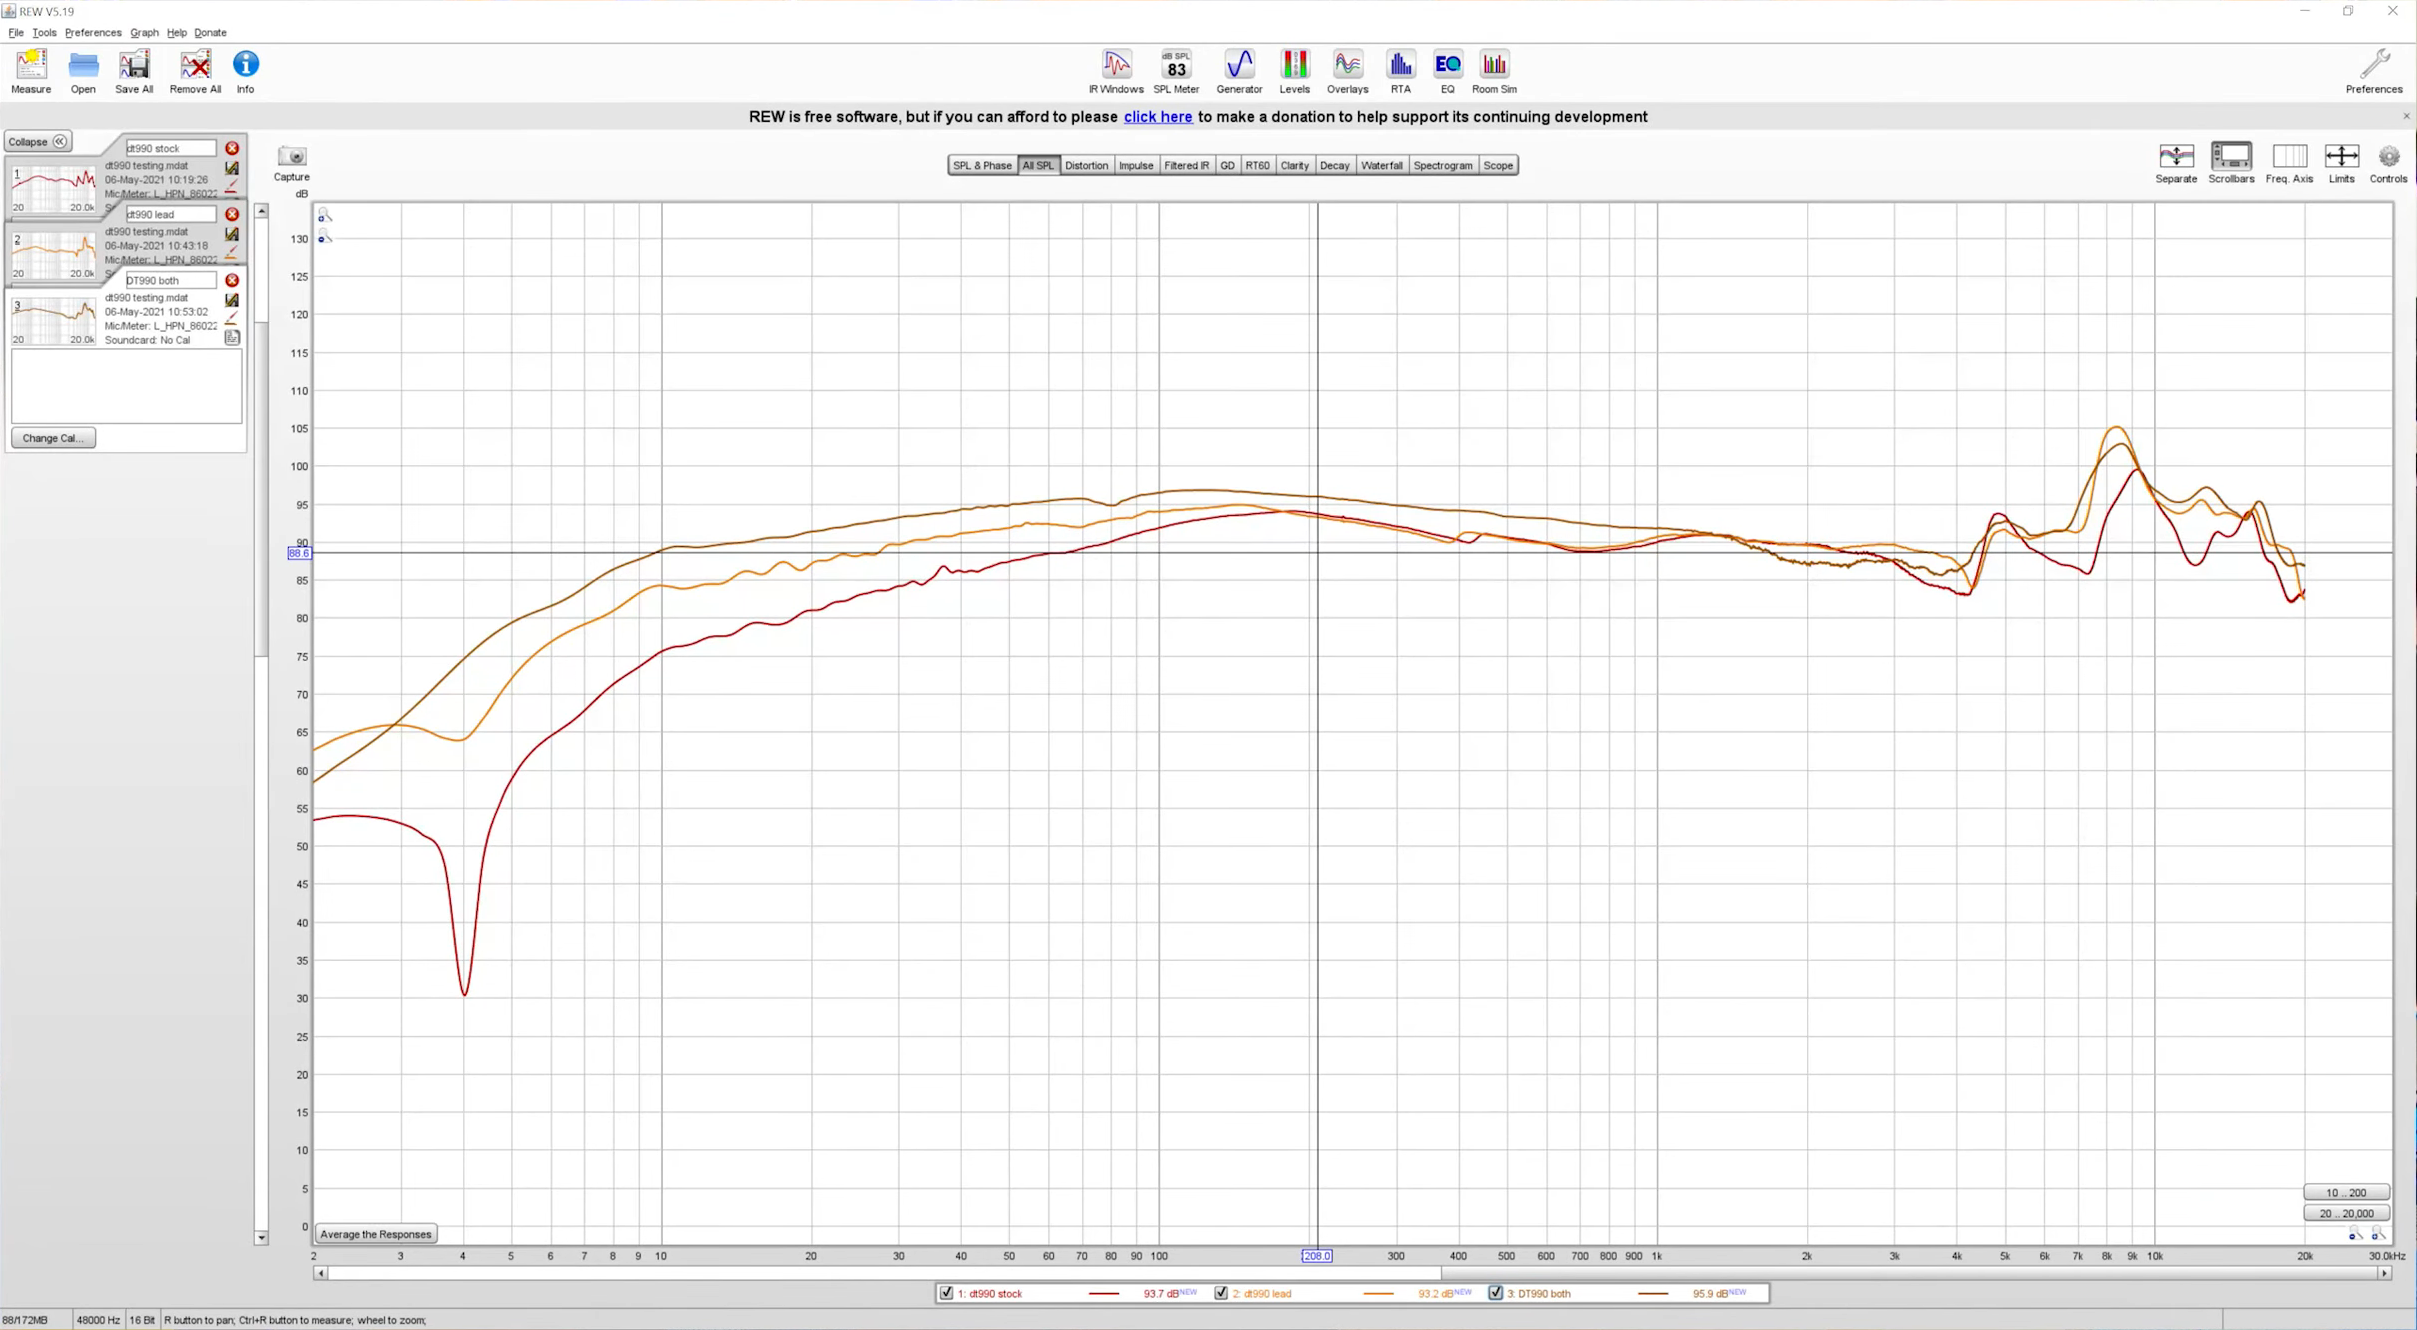 REW V5.19
File Tools Preferences Graph Help Donate
Measure Open Save All Remove All Info
IR Windows SPL Meter Generator Levels Overlays RTA EQ Room Sim
dB SPL
83
EQ
Preferences
REW is free software, but if you can afford to please click here to make a donation to help support its continuing development
Collapse
dt990 stock
1
dt990 testing.mdat
06-May-2021 10:19:26
Mic/Meter: L_HPN_86022
20 20.0k
dt990 lead
2
dt990 testing.mdat
06-May-2021 10:43:18
Mic/Meter: L_HPN_86022
20 20.0k
DT990 both
3
dt990 testing.mdat
06-May-2021 10:53:02
Mic/Meter: L_HPN_86022
20 20.0k Soundcard: No Cal
Change Cal...
Capture
SPL & Phase All SPL Distortion Impulse Filtered IR GD RT60 Clarity Decay Waterfall Spectrogram Scope
Separate Scrollbars Freq. Axis Limits Controls
dB
130
125
120
115
110
105
100
95
90
88.6
85
80
75
70
65
60
55
50
45
40
35
30
25
20
15
10
5
0
10 .. 200
20 .. 20,000
Average the Responses
2 3 4 5 6 7 8 9 10 20 30 40 50 60 70 80 90 100 208.0 300 400 500 600 700 800 900 1k 2k 3k 4k 5k 6k 7k 8k 9k 10k 20k 30.0kHz
1: dt990 stock 93.7 dB NEW 2: dt990 lead 93.2 dB NEW 3: DT990 both 95.9 dB NEW
88/172MB 48000 Hz 16 Bit R button to pan; Ctrl+R button to measure; wheel to zoom;